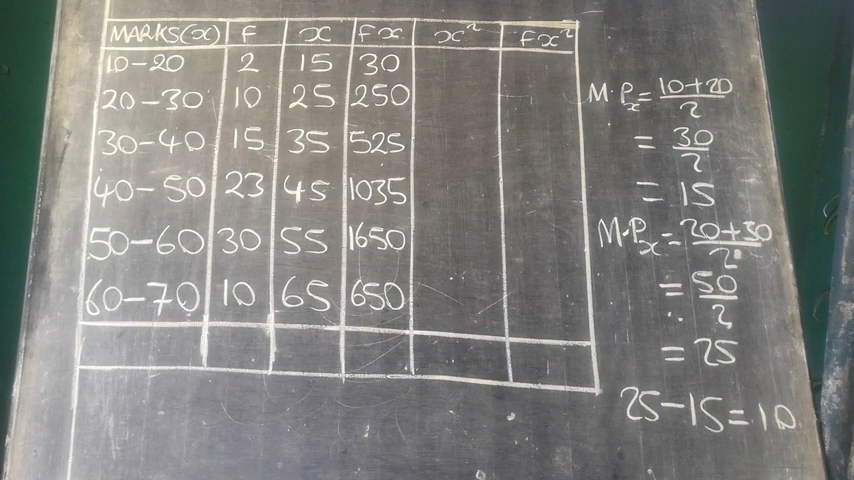 MARKS(x) F x Fx x² Fx²
10-20 2 15 30
20-30 10 25 250
30-40 15 35 525
40-50 23 45 1035
50-60 30 55 1650
60-70 10 65 650
M.Px = 10+20/2
= 30/2
= 15
M.Px = 20+30/2
= 50/2
= 25
25-15=10